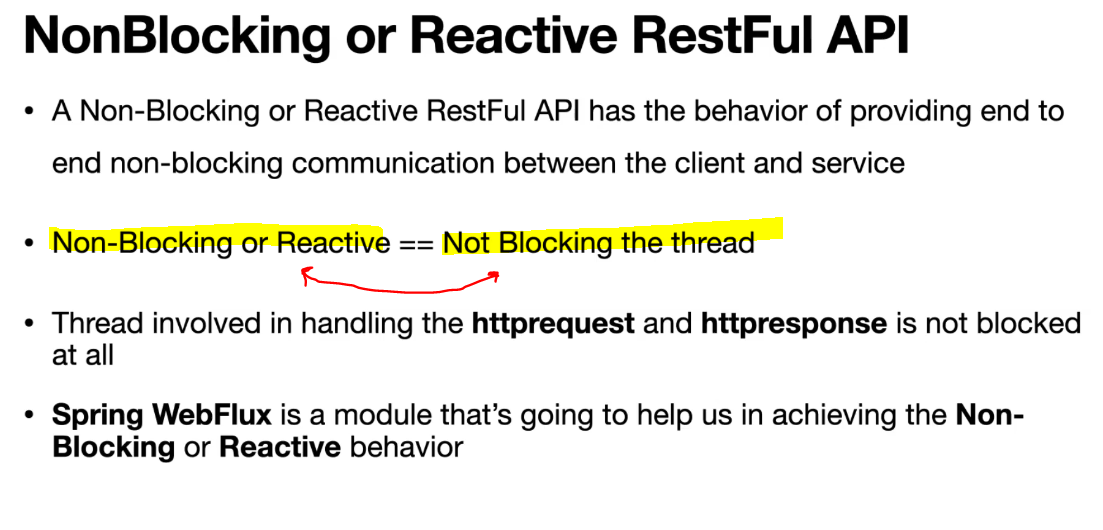 NonBlocking or Reactive RestFul API
• A Non-Blocking or Reactive RestFul API has the behavior of providing end to
end non-blocking communication between the client and service
• Non-Blocking or Reactive == Not Blocking the thread
• Thread involved in handling the httprequest and httpresponse is not blocked
at all
• Spring WebFlux is a module that’s going to help us in achieving the Non-
Blocking or Reactive behavior